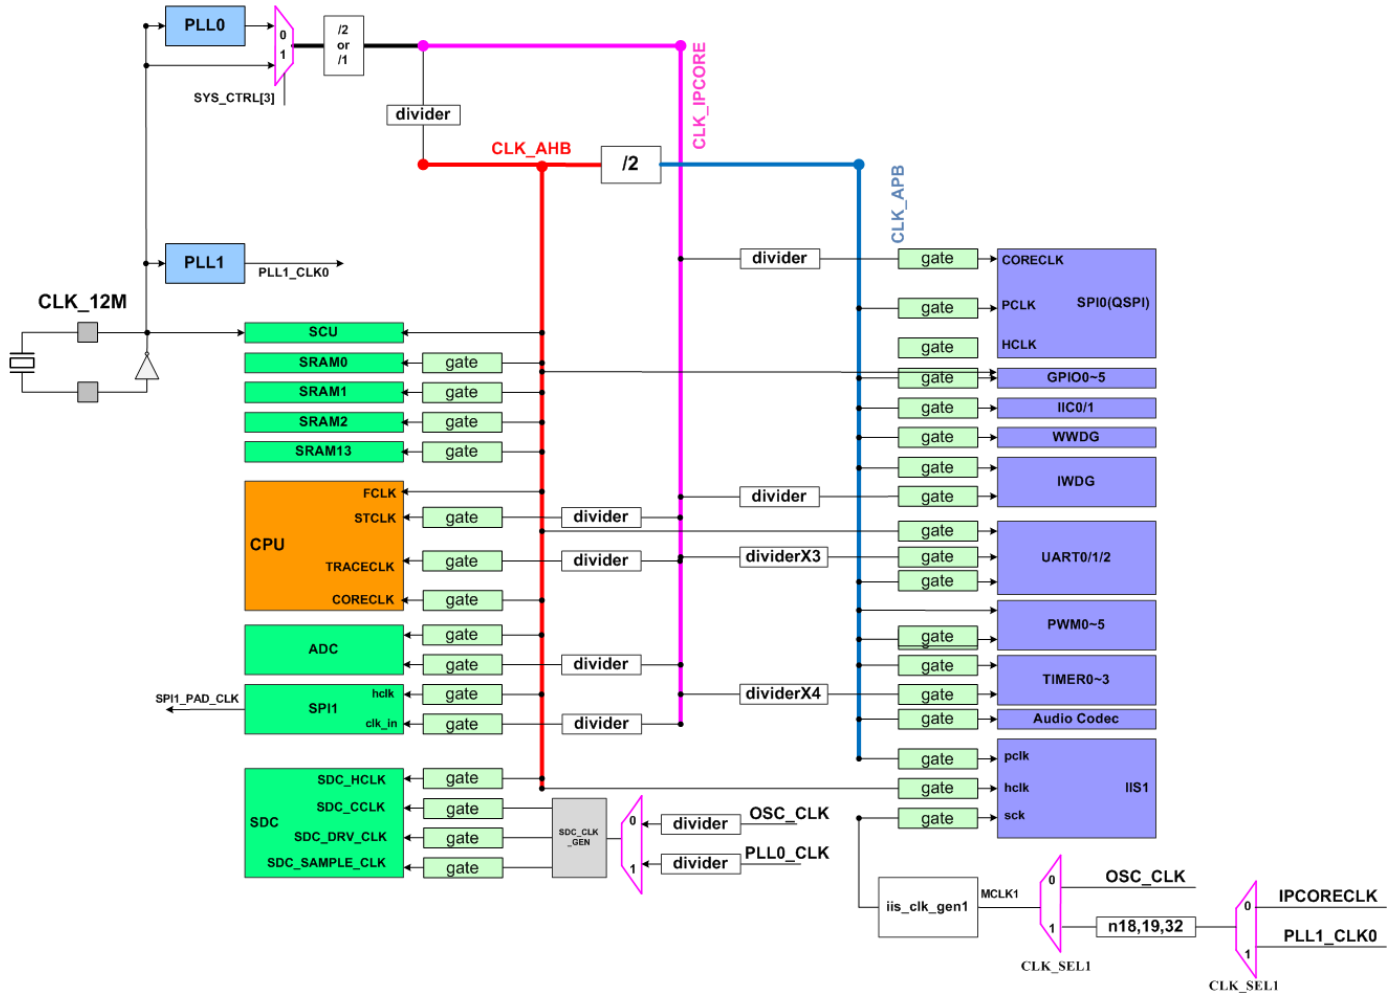 PLL0
0
1
/2
or
/1
SYS_CTRL[3]
divider
CLK_IPCORE
CLK_AHB
/2
CLK_APB
PLL1
PLL1_CLK0
CLK_12M
divider
gate
CORECLK
gate
PCLK
SPI0(QSPI)
gate
HCLK
SCU
SRAM0
gate
gate
GPIO0~5
SRAM1
gate
gate
IIC0/1
SRAM2
gate
gate
WWDG
SRAM13
gate
gate
IWDG
divider
gate
CPU
FCLK
STCLK
gate
divider
TRACECLK
gate
divider
CORECLK
gate
gate
dividerX3
gate
UART0/1/2
gate
PWM0~5
gate
g
ADC
gate
gate
divider
gate
TIMER0~3
dividerX4
gate
SPI1_PAD_CLK
SPI1
hclk
gate
clk_in
gate
divider
gate
Audio Codec
gate
pclk
gate
hclk
IIS1
gate
sck
SDC
SDC_HCLK
gate
SDC_CCLK
gate
SDC_DRV_CLK
gate
SDC_SAMPLE_CLK
gate
SDC_CLK
_GEN
0
1
divider
OSC_CLK
divider
PLL0_CLK
iis_clk_gen1
MCLK1
0
1
OSC_CLK
n18,19,32
CLK_SEL1
0
1
IPCORECLK
PLL1_CLK0
CLK_SEL1